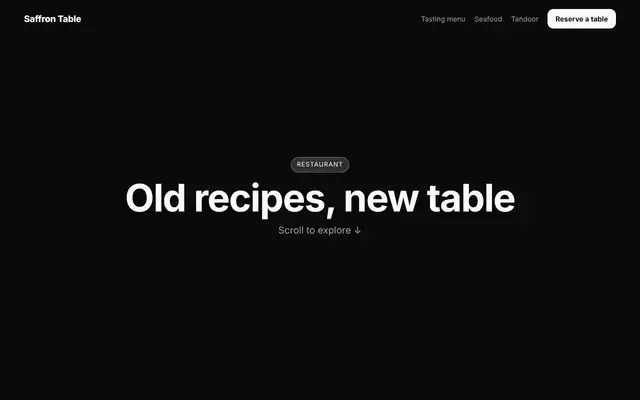 Saffron Table
Tasting menu Seafood Tandoor Reserve a table
RESTAURANT
Old recipes, new table
Scroll to explore ↓